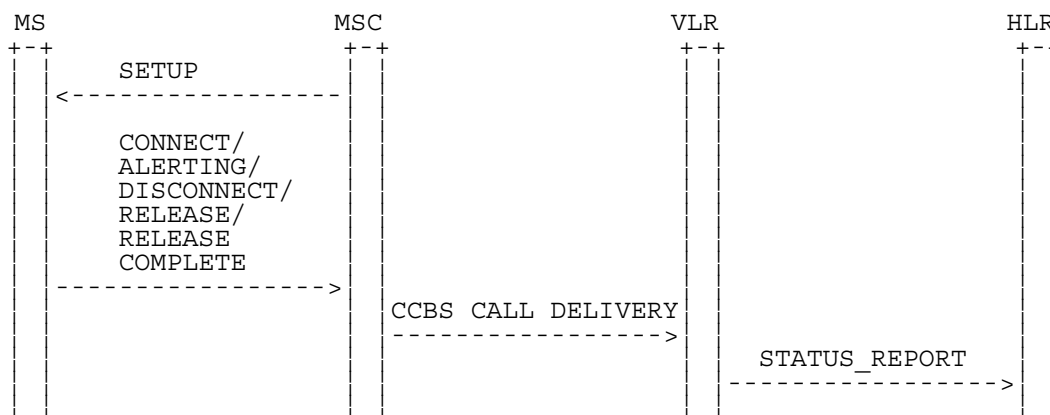 MS MSC VLR HLR
SETUP
CONNECT/
ALERTING/
DISCONNECT/
RELEASE/
RELEASE
COMPLETE
CCBS CALL DELIVERY
STATUS_REPORT